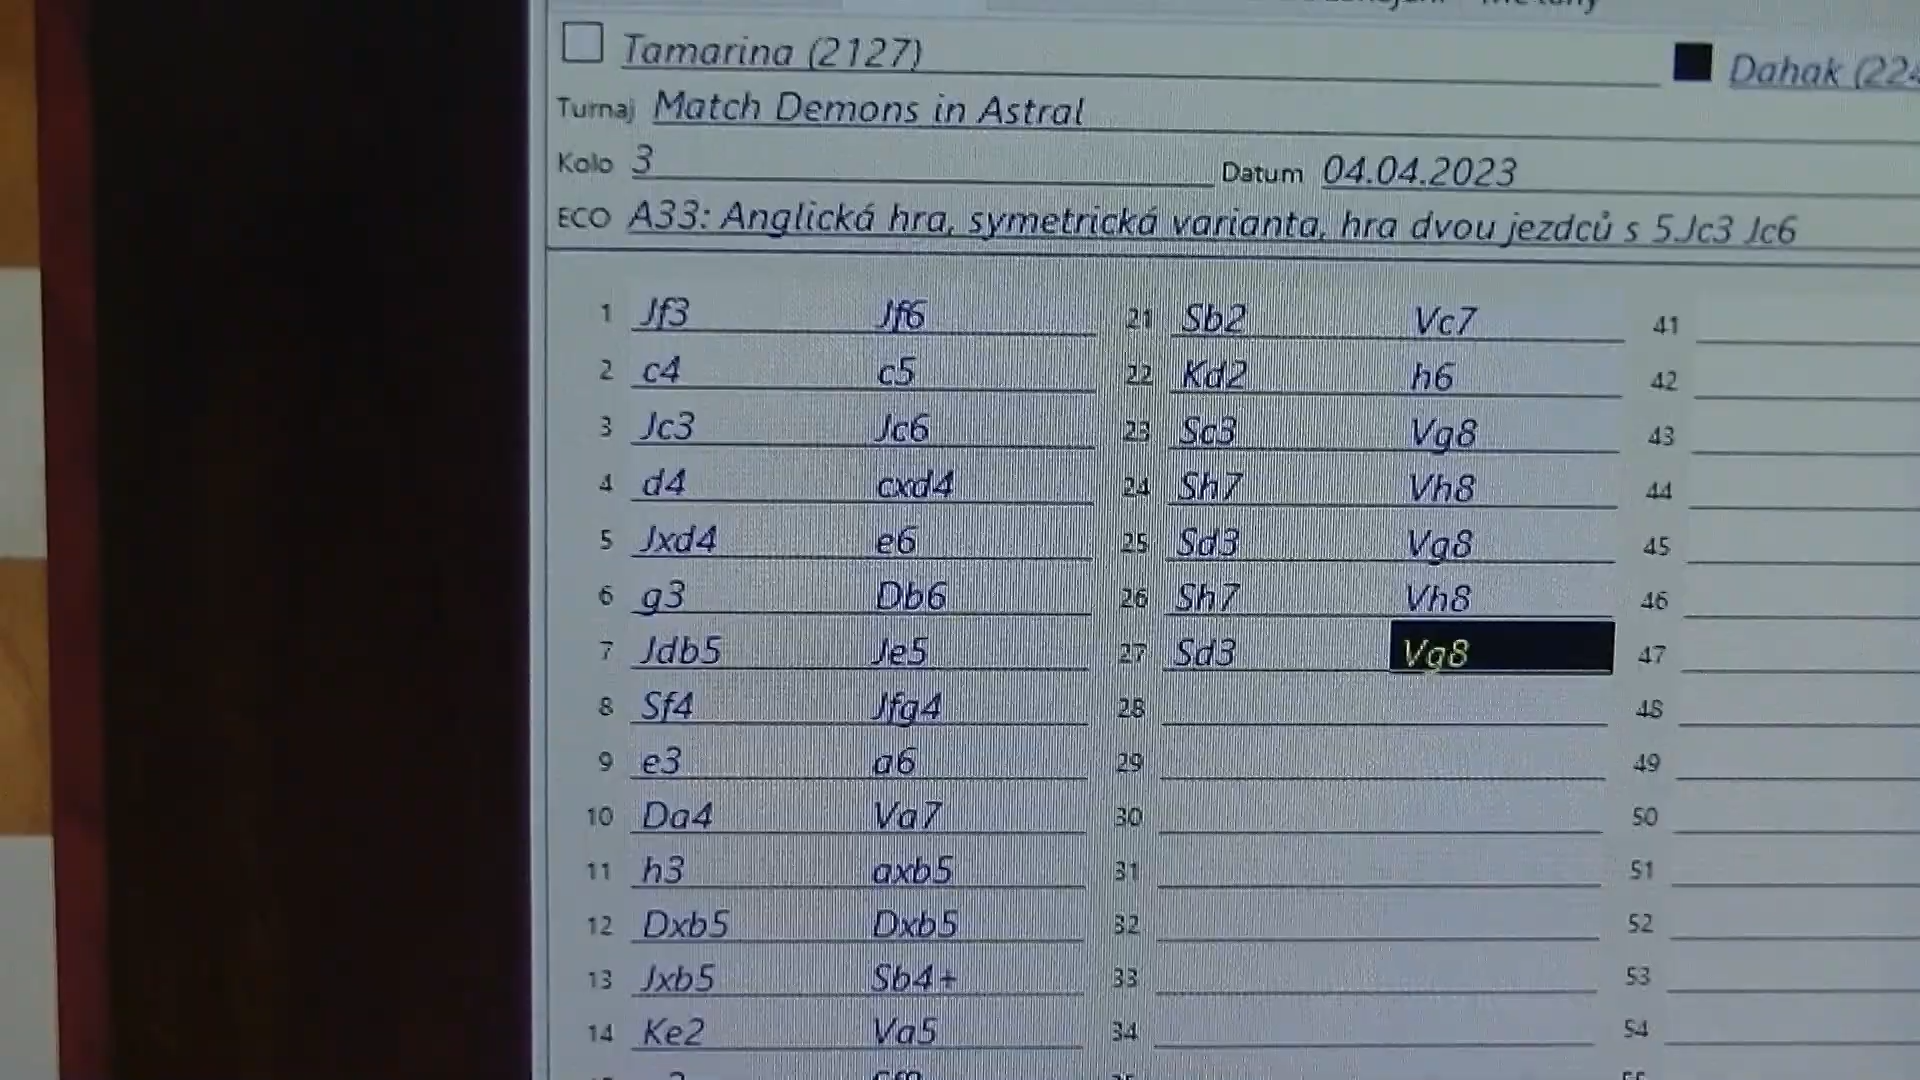 Tamarina (2127) Dahak (224
Turnaj Match Demons in Astral
Kolo 3 Datum 04.04.2023
ECO A33: Anglická hra, symetrická varianta, hra dvou jezdců s 5.Jc3 Jc6
1 Jf3 Jf6 21 Sb2 Vc7 41
2 c4 c5 22 Kd2 h6 42
3 Jc3 Jc6 23 Sc3 Vg8 43
4 d4 cxd4 24 Sh7 Vh8 44
5 Jxd4 e6 25 Sd3 Vg8 45
6 g3 Db6 26 Sh7 Vh8 46
7 Jdb5 Je5 27 Sd3 Vg8 47
8 Sf4 Jfg4 28 48
9 e3 a6 29 49
10 Da4 Va7 30 50
11 h3 axb5 31 51
12 Dxb5 Dxb5 32 52
13 Jxb5 Sb4+ 33 53
14 Ke2 Va5 34 54